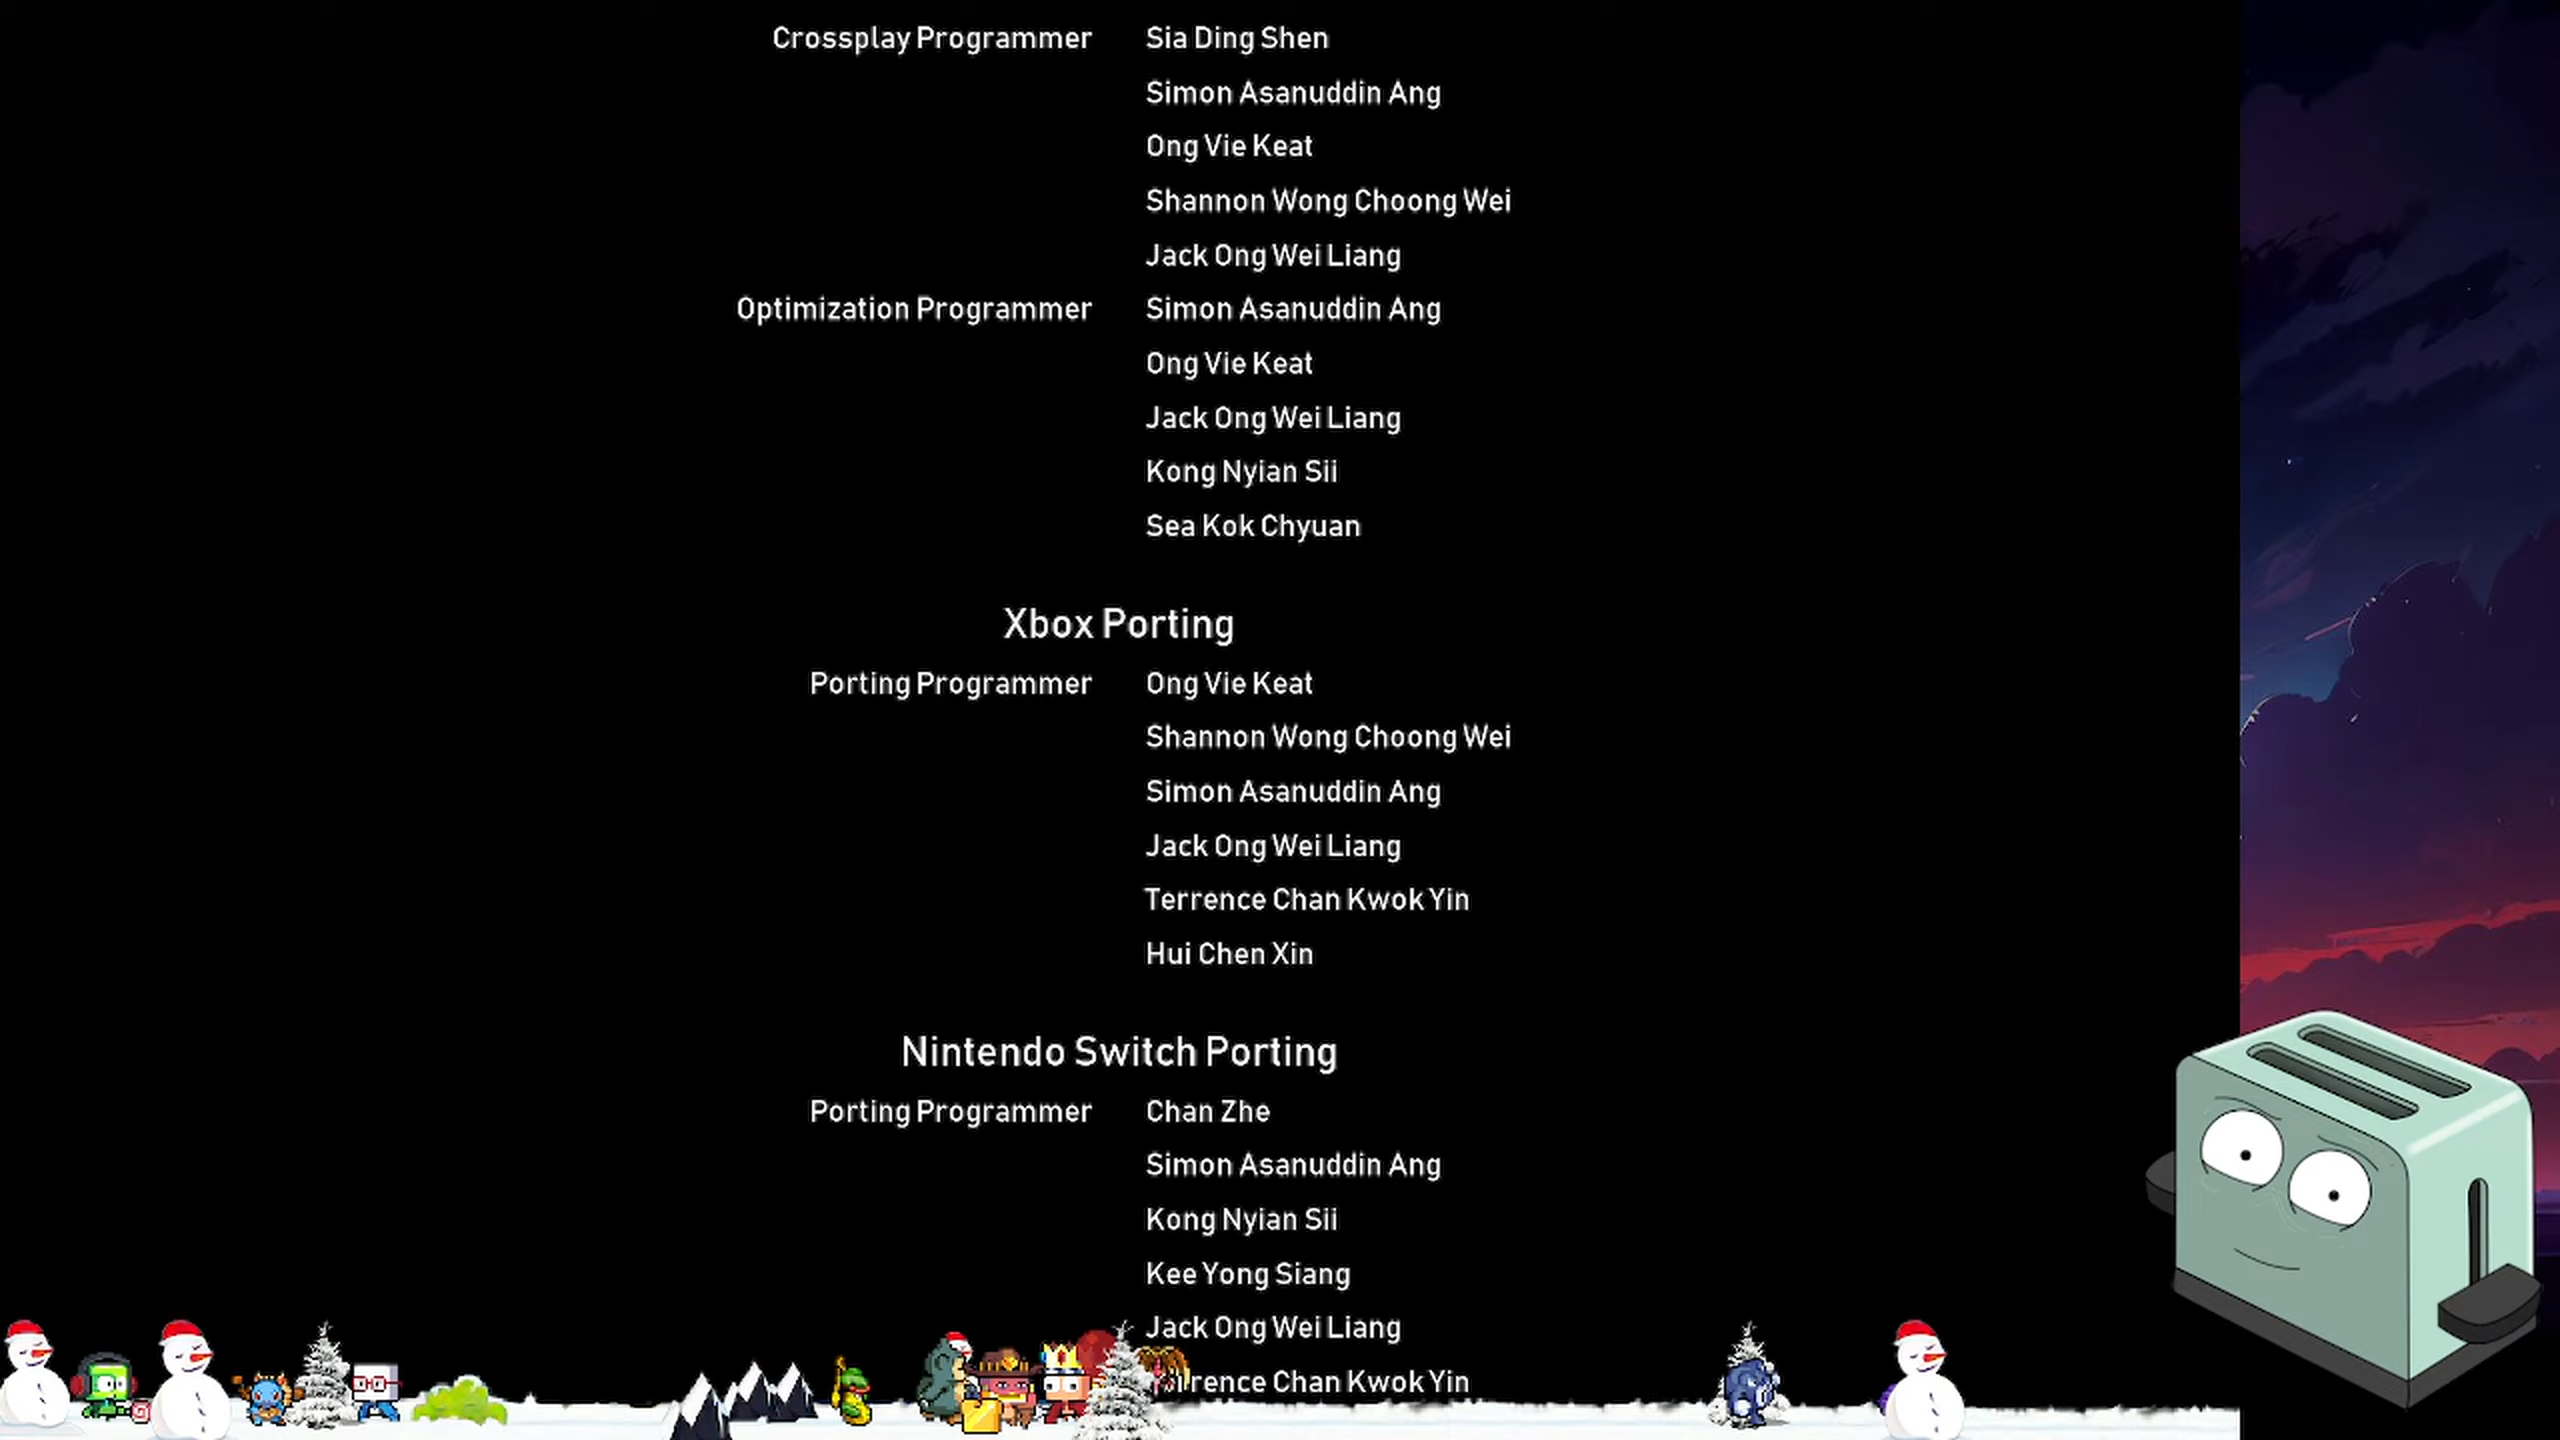 Crossplay Programmer Sia Ding Shen
Simon Asanuddin Ang
Ong Vie Keat
Shannon Wong Choong Wei
Jack Ong Wei Liang
Optimization Programmer Simon Asanuddin Ang
Ong Vie Keat
Jack Ong Wei Liang
Kong Nyian Sii
Sea Kok Chyuan
Xbox Porting
Porting Programmer Ong Vie Keat
Shannon Wong Choong Wei
Simon Asanuddin Ang
Jack Ong Wei Liang
Terrence Chan Kwok Yin
Hui Chen Xin
Nintendo Switch Porting
Porting Programmer Chan Zhe
Simon Asanuddin Ang
Kong Nyian Sii
Kee Yong Siang
Jack Ong Wei Liang
Chan Kwok Yin